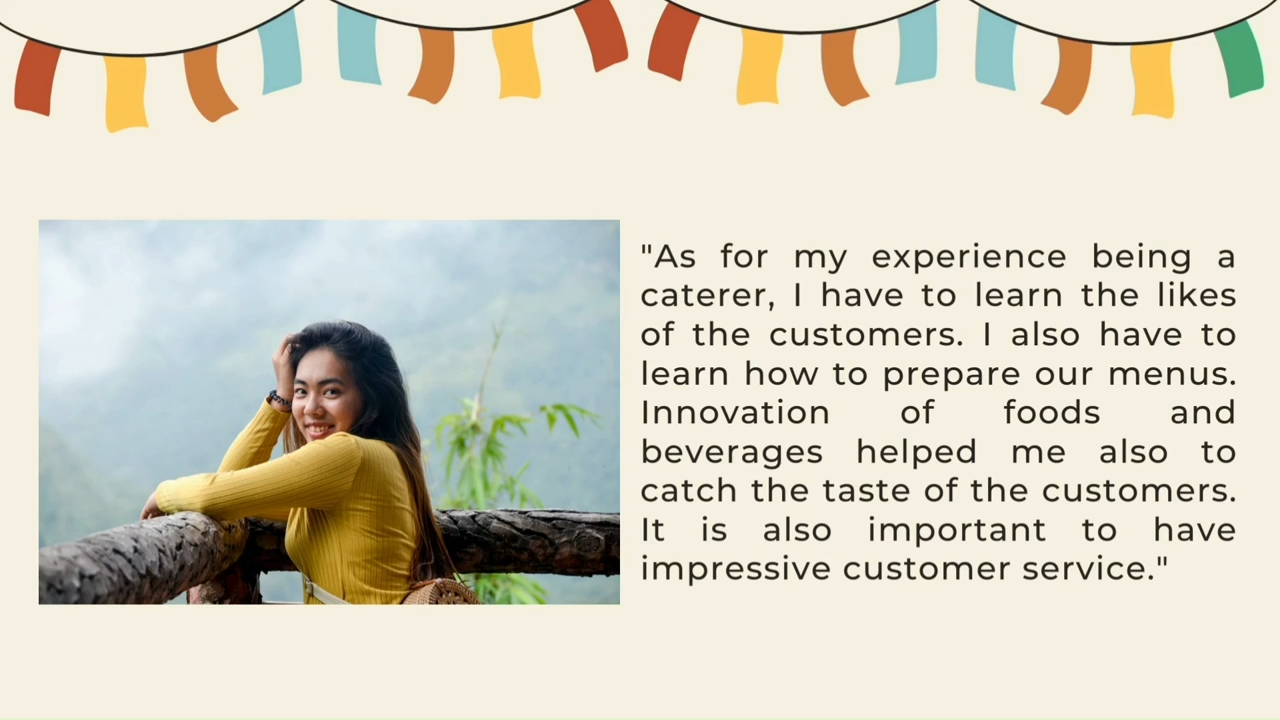 "As for my experience being a
caterer, I have to learn the likes
of the customers. I also have to
learn how to prepare our menus.
Innovation of foods and
beverages helped me also to
catch the taste of the customers.
It is also important to have
impressive customer service."